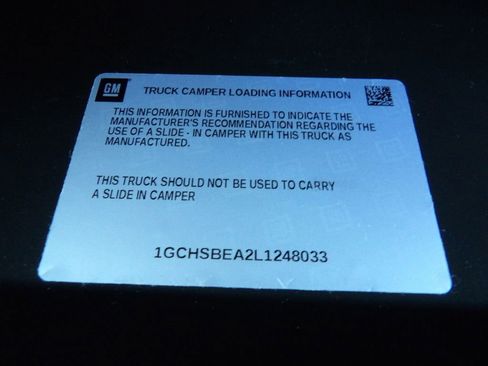 GM
TRUCK CAMPER LOADING INFORMATION
THIS INFORMATION IS FURNISHED TO INDICATE THE
MANUFACTURER'S RECOMMENDATION REGARDING THE
USE OF A SLIDE - IN CAMPER WITH THIS TRUCK AS
MANUFACTURED.
THIS TRUCK SHOULD NOT BE USED TO CARRY
A SLIDE IN CAMPER
1GCHSBEA2L1248033